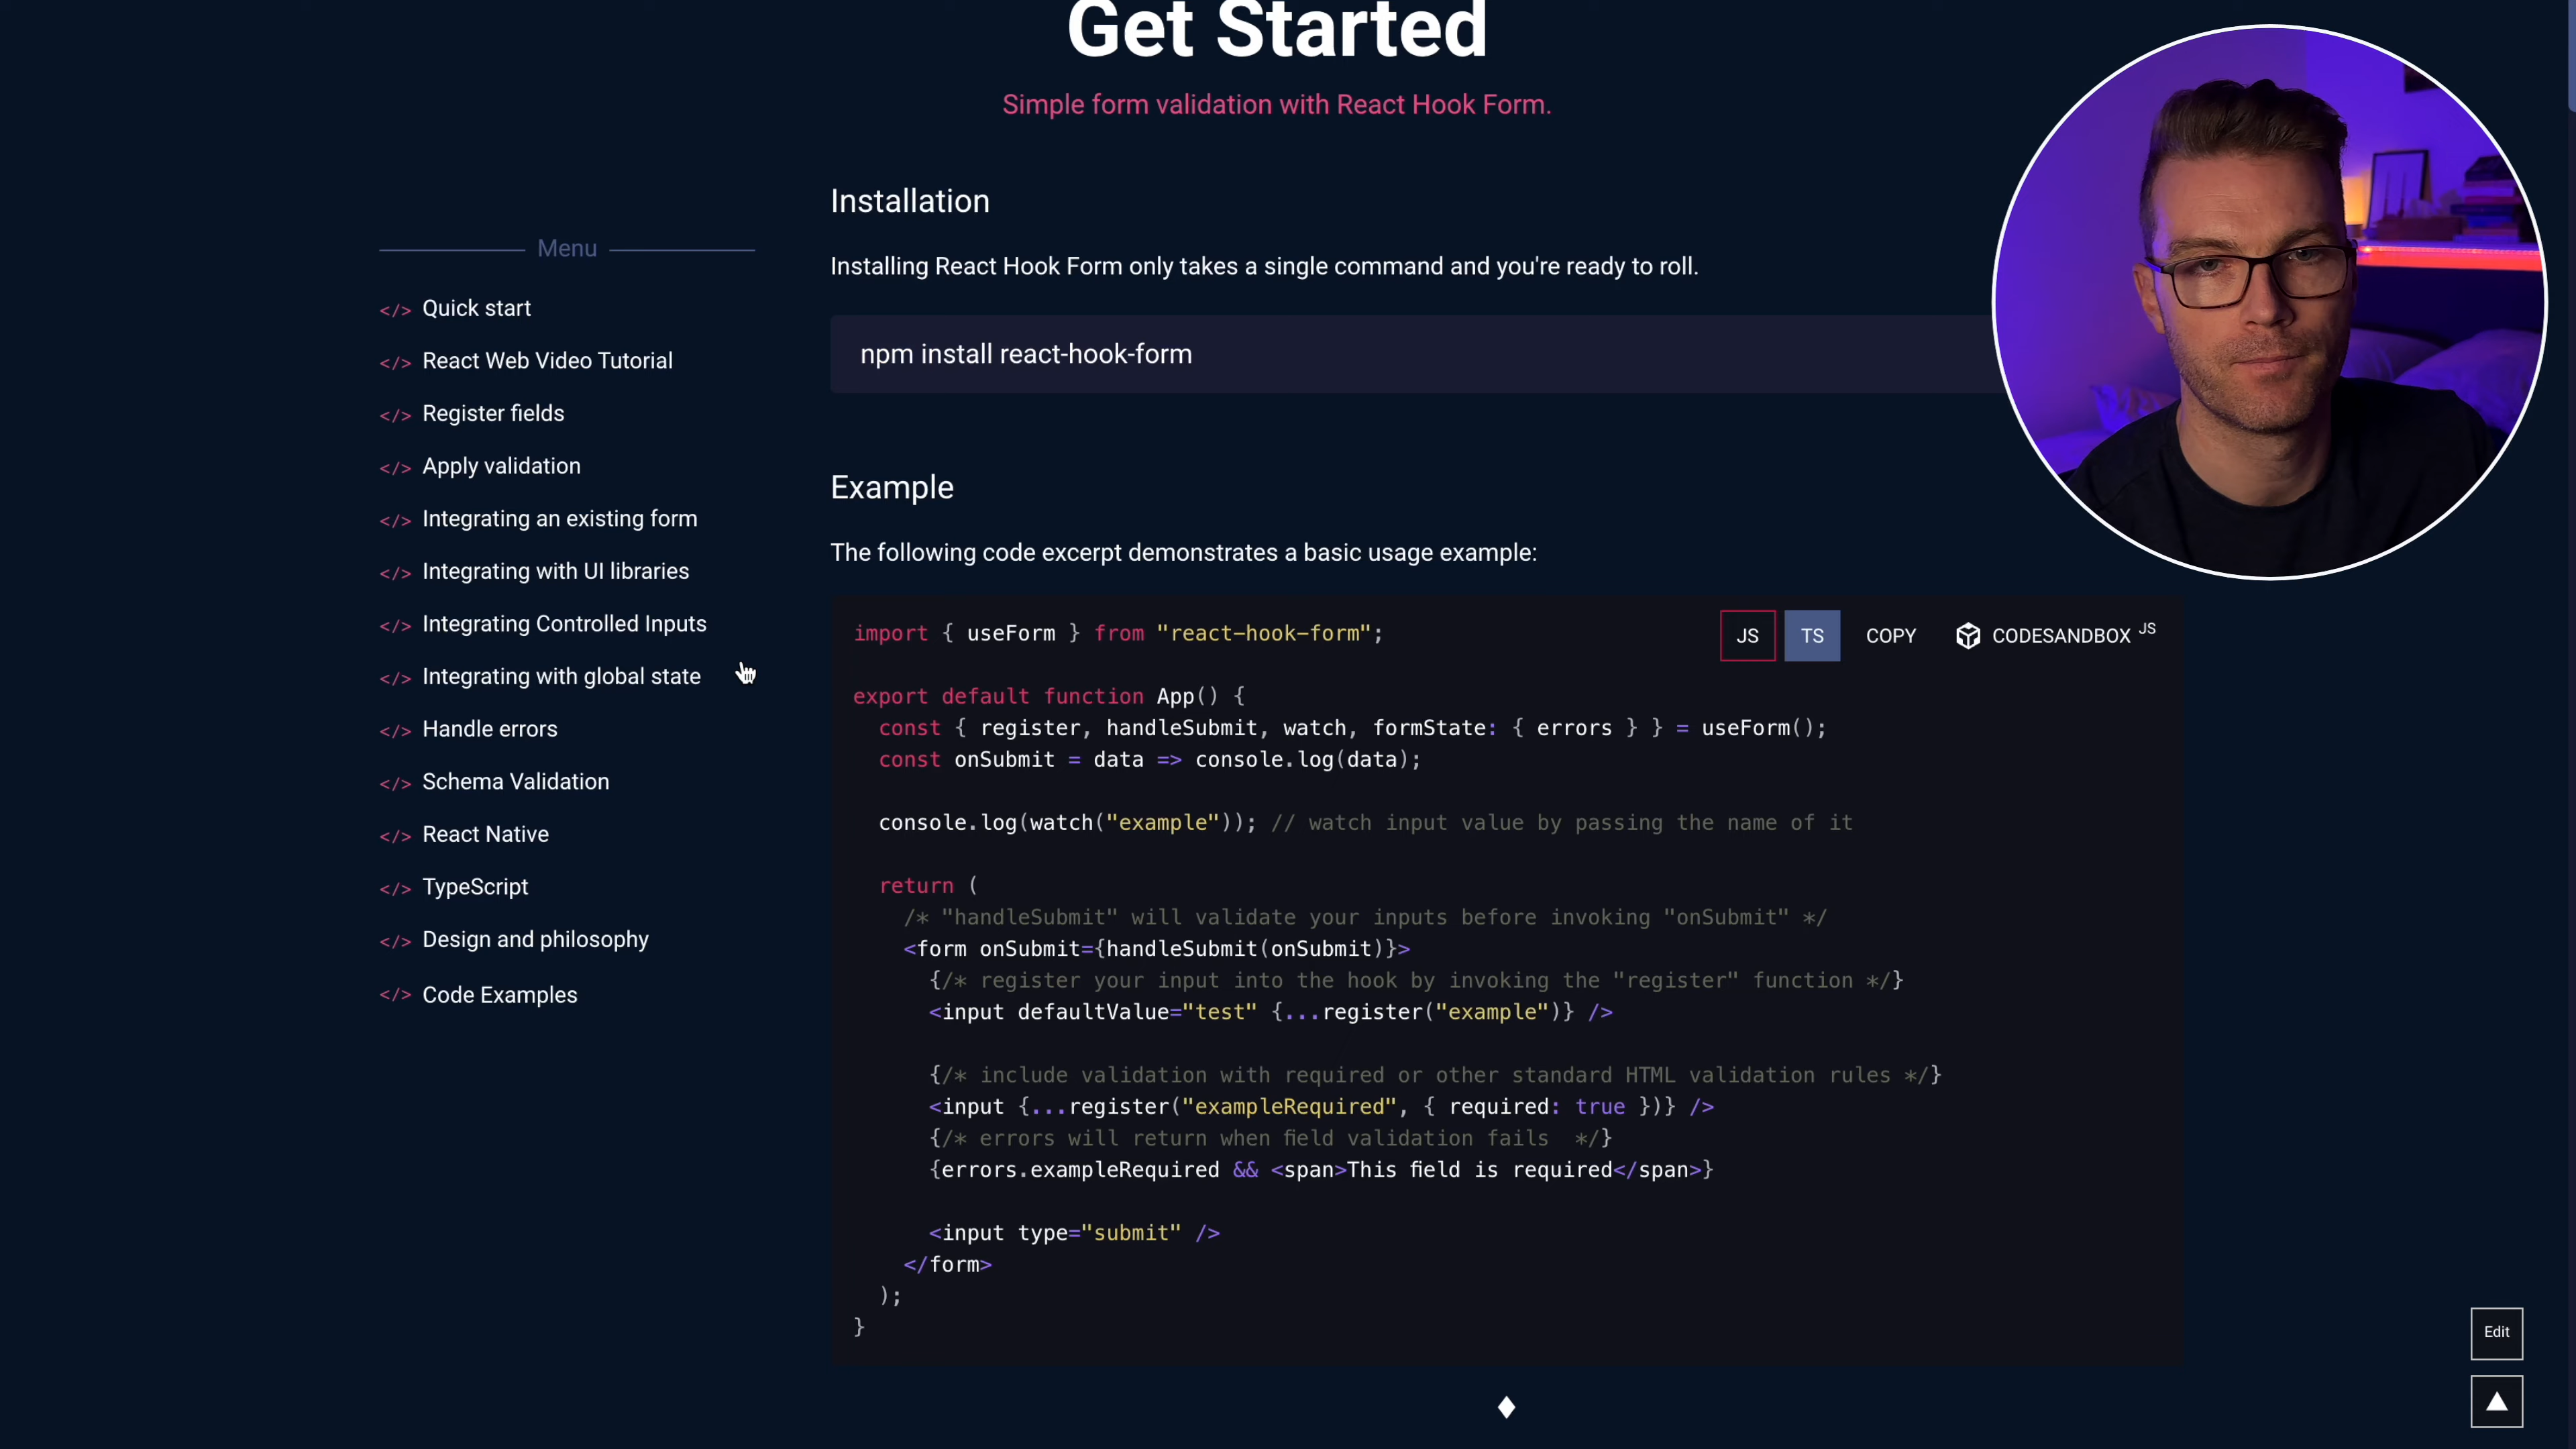 Get Started
Simple form validation with React Hook Form.
Menu
</> Quick start
</> React Web Video Tutorial
</> Register fields
</> Apply validation
</> Integrating an existing form
</> Integrating with UI libraries
</> Integrating Controlled Inputs
</> Integrating with global state
</> Handle errors
</> Schema Validation
</> React Native
</> TypeScript
</> Design and philosophy
</> Code Examples
Installation
Installing React Hook Form only takes a single command and you're ready to roll.
npm install react-hook-form
Example
The following code excerpt demonstrates a basic usage example:
JS TS COPY CODESANDBOX JS
import { useForm } from "react-hook-form";
export default function App() {
const { register, handleSubmit, watch, formState: { errors } } = useForm();
const onSubmit = data => console.log(data);
console.log(watch("example")); // watch input value by passing the name of it
return (
/* "handleSubmit" will validate your inputs before invoking "onSubmit" */
<form onSubmit={handleSubmit(onSubmit)}>
{/* register your input into the hook by invoking the "register" function */}
<input defaultValue="test" {...register("example")} />
{/* include validation with required or other standard HTML validation rules */}
<input {...register("exampleRequired", { required: true })} />
{/* errors will return when field validation fails  */}
{errors.exampleRequired && <span>This field is required</span>}
<input type="submit" />
</form>
);
}
Edit